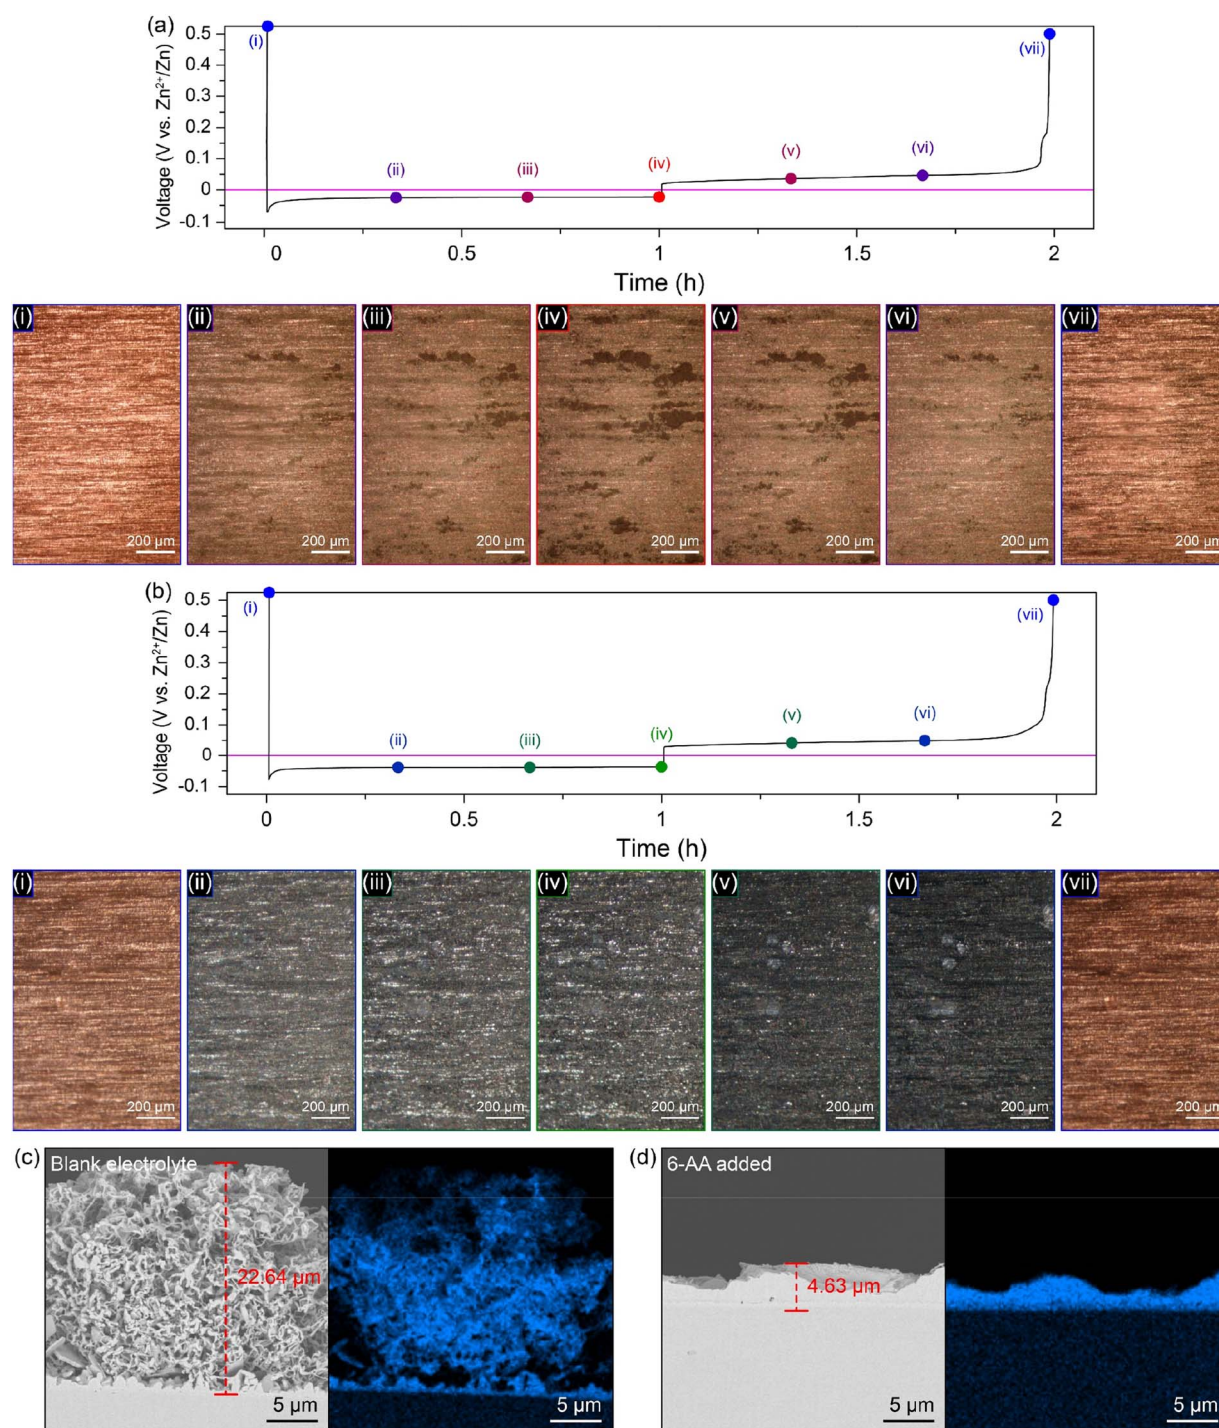 (a)
0.5
0.4
0.3
0.2
0.1
0
-0.1
Voltage (V vs. Zn²⁺/Zn)
(i)
(ii)
(iii)
(iv)
(v)
(vi)
(vii)
0
0.5
1
1.5
2
Time (h)
(i)
(ii)
(iii)
(iv)
(v)
(vi)
(vii)
200 µm
200 µm
200 µm
200 µm
200 µm
200 µm
200 µm
(b)
0.5
0.4
0.3
0.2
0.1
0
-0.1
Voltage (V vs. Zn²⁺/Zn)
(i)
(ii)
(iii)
(iv)
(v)
(vi)
(vii)
0
0.5
1
1.5
2
Time (h)
(i)
(ii)
(iii)
(iv)
(v)
(vi)
(vii)
200 µm
200 µm
200 µm
200 µm
200 µm
200 µm
200 µm
(c)
Blank electrolyte
22.64 µm
5 µm
5 µm
(d)
6-AA added
4.63 µm
5 µm
5 µm